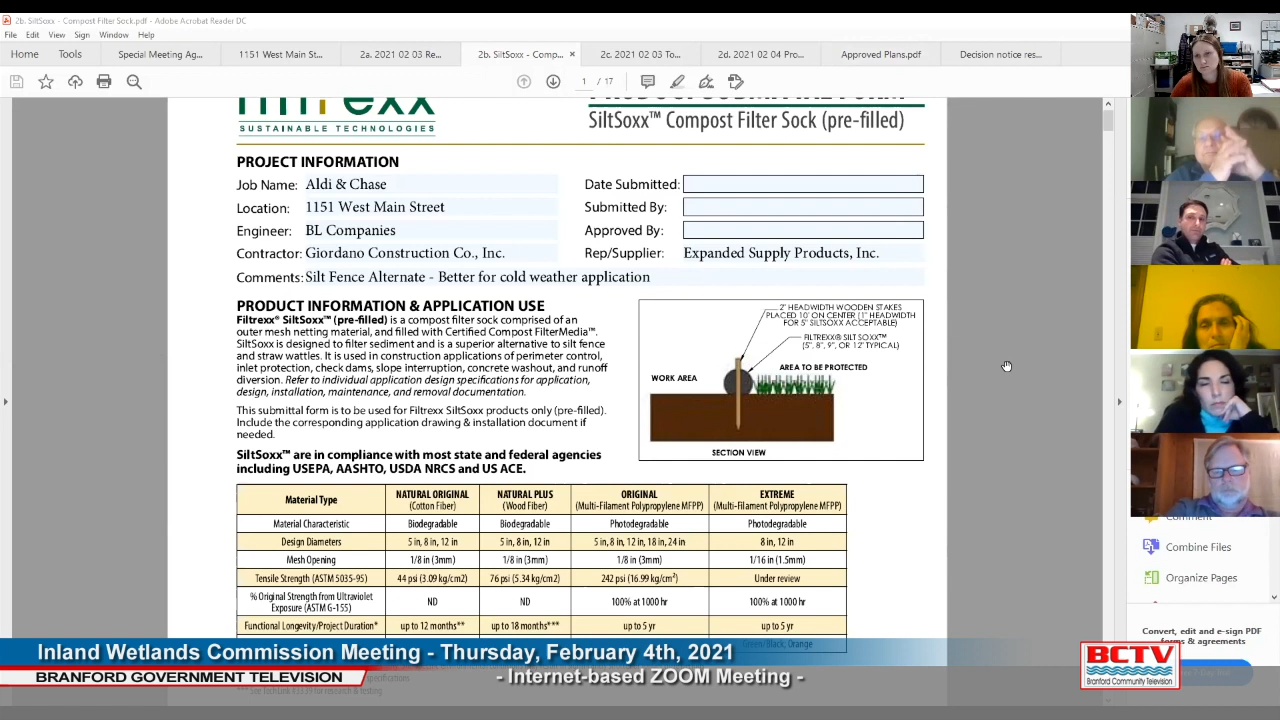 2b. SiltSoxx - Compost Filter Sock.pdf - Adobe Acrobat Reader DC
File Edit View Sign Window Help
Home Tools Special Meeting Ag... 1151 West Main St... 2a. 2021 02 03 Re... 2b. Siltsoxx - Comp... × 2c. 2021 02 03 To... 2d. 2021 02 04 Pro... Approved Plans.pdf Decision notice res...
1 / 17
filtrexx
SUSTAINABLE TECHNOLOGIES
PRODUCT SUBMITTAL FORM
SiltSoxx™ Compost Filter Sock (pre-filled)
PROJECT INFORMATION
Job Name: Aldi & Chase
Date Submitted:
Location: 1151 West Main Street
Submitted By:
Engineer: BL Companies
Approved By:
Contractor: Giordano Construction Co., Inc.
Rep/Supplier: Expanded Supply Products, Inc.
Comments: Silt Fence Alternate - Better for cold weather application
PRODUCT INFORMATION & APPLICATION USE
Filtrexx® SiltSoxx™ (pre-filled) is a compost filter sock comprised of an
outer mesh netting material, and filled with Certified Compost FilterMedia™.
SiltSoxx is designed to filter sediment and is a superior alternative to silt fence
and straw wattles. It is used in construction applications of perimeter control,
inlet protection, check dams, slope interruption, concrete washout, and runoff
diversion. Refer to individual application design specifications for application,
design, installation, maintenance, and removal documentation.
This submittal form is to be used for Filtrexx SiltSoxx products only (pre-filled).
Include the corresponding application drawing & installation document if
needed.
SiltSoxx™ are in compliance with most state and federal agencies
including USEPA, AASHTO, USDA NRCS and US ACE.
2" HEADWIDTH WOODEN STAKES
PLACED 10' ON CENTER (1" HEADWIDTH
FOR 5" SILTSOXX ACCEPTABLE)
FILTREXX® SILT SOXX™
(5", 8", 9", OR 12" TYPICAL)
AREA TO BE PROTECTED
WORK AREA
SECTION VIEW
Material Type NATURAL ORIGINAL (Cotton Fiber) NATURAL PLUS (Wood Fiber) ORIGINAL (Multi-Filament Polypropylene MFPP) EXTREME (Multi-Filament Polypropylene MFPP)
Material Characteristic Biodegradable Biodegradable Photodegradable Photodegradable
Design Diameters 5 in, 8 in, 12 in 5 in, 8 in, 12 in 5 in, 8 in, 12 in, 18 in, 24 in 8 in, 12 in
Mesh Opening 1/8 in (3mm) 1/8 in (3mm) 1/8 in (3mm) 1/16 in (1.5mm)
Tensile Strength (ASTM 5035-95) 44 psi (3.09 kg/cm2) 76 psi (5.34 kg/cm2) 242 psi (16.99 kg/cm²) Under review
% Original Strength from Ultraviolet Exposure (ASTM G-155) ND ND 100% at 1000 hr 100% at 1000 hr
Functional Longevity/Project Duration* up to 12 months** up to 18 months*** up to 5 yr up to 5 yr
Comment
Combine Files
Organize Pages
Convert, edit and e-sign PDF
forms & agreements
Inland Wetlands Commission Meeting - Thursday, February 4th, 2021
BRANFORD GOVERNMENT TELEVISION
- Internet-based ZOOM Meeting -
BCTV
Branford Community Television